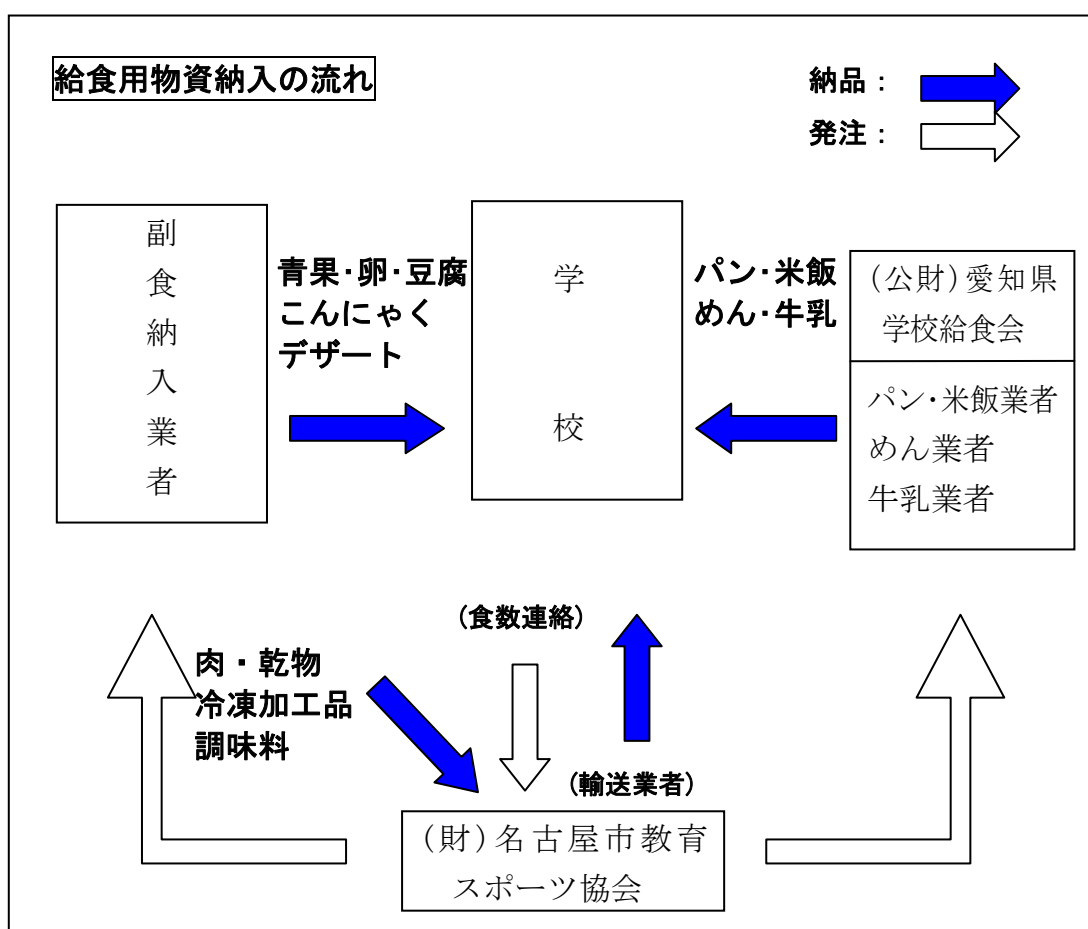 給食用物資納入の流れ
納品：
発注：
副食納入業者
青果・卵・豆腐
こんにゃく
デザート
学校
パン・米飯
めん・牛乳
(公財)愛知県
学校給食会
パン・米飯業者
めん業者
牛乳業者
(食数連絡)
肉・乾物
冷凍加工品
調味料
(輸送業者)
(財)名古屋市教育
スポーツ協会